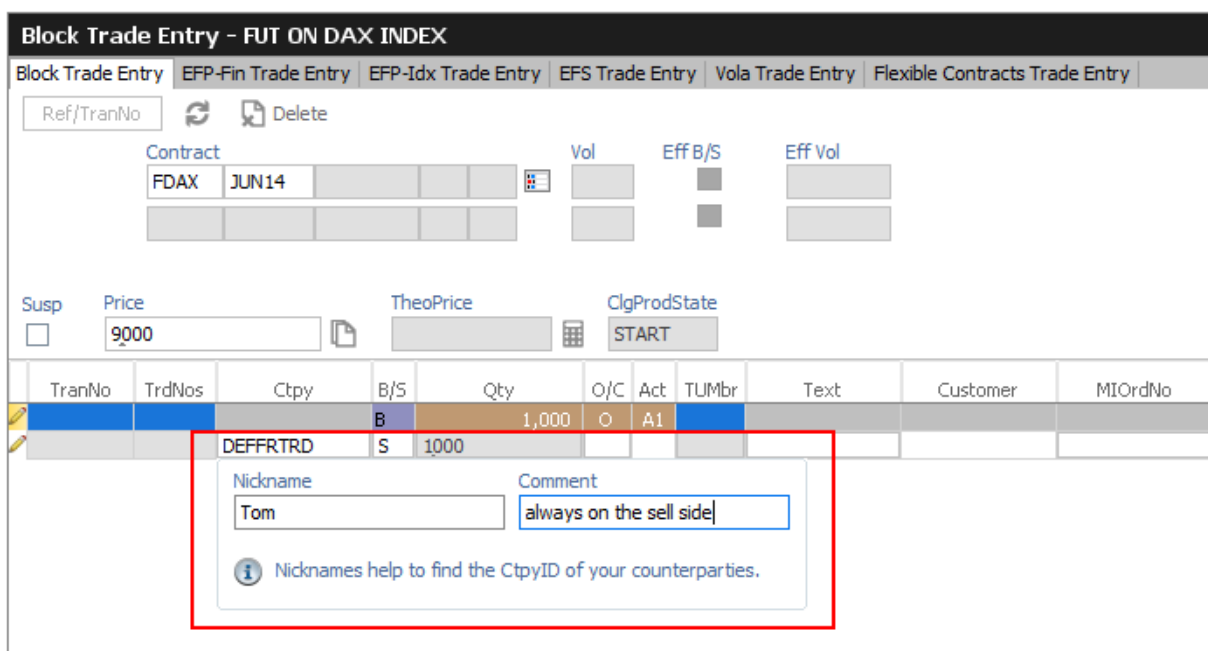 Block Trade Entry - FUT ON DAX INDEX
Block Trade Entry EFP-Fin Trade Entry EFP-Idx Trade Entry EFS Trade Entry Vola Trade Entry Flexible Contracts Trade Entry
Ref/TranNo Delete
Contract Vol Eff B/S Eff Vol
FDAX JUN14
Susp Price TheoPrice ClgProdState
9000 START
TranNo TrdNos Ctpy B/S Qty O/C Act TUMbr Text Customer MIOrdNo
B 1,000 O A1
DEFFRTRD S 1000
Nickname Comment
Tom always on the sell side
Nicknames help to find the CtpyID of your counterparties.